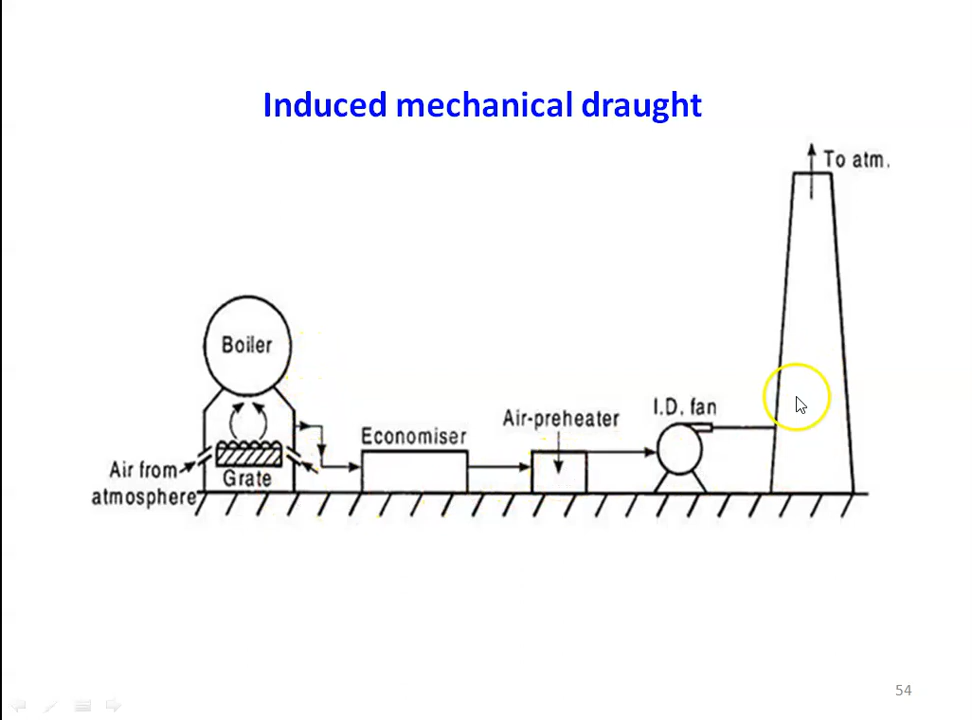 Induced mechanical draught
To atm.
Boiler
I.D. fan
Air-preheater
Economiser
Air from
atmosphere
Grate
54